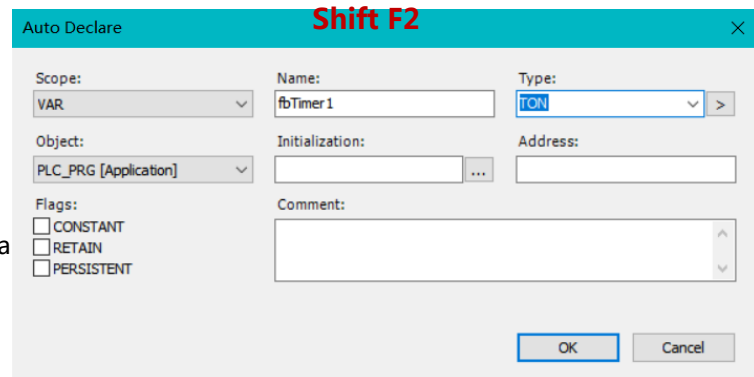 Shift F2
Auto Declare
Scope: Name: Type:
VAR fbTimer1 TON >
Object: Initialization: Address:
PLC_PRG [Application] ...
Flags: Comment:
CONSTANT
a RETAIN
PERSISTENT
OK Cancel